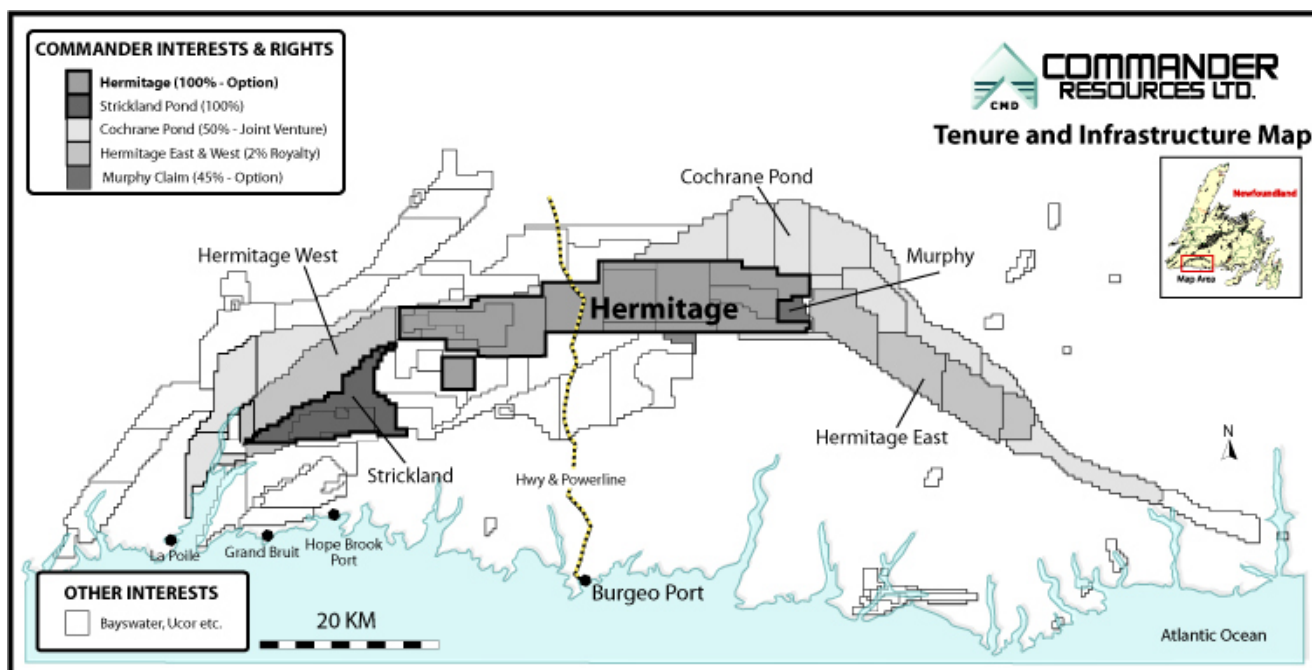 COMMANDER INTERESTS & RIGHTS
Hermitage (100% - Option)
Strickland Pond (100%)
Cochrane Pond (50% - Joint Venture)
Hermitage East & West (2% Royalty)
Murphy Claim (45% - Option)
CMD
COMMANDER
RESOURCES LTD.
Tenure and Infrastructure Map
Newfoundland
Map Area
Cochrane Pond
Hermitage West
Murphy
Hermitage
Hermitage East
N
Strickland
Hwy & Powerline
La Poile
Grand Bruit
Hope Brook
Port
Burgeo Port
OTHER INTERESTS
Bayswater, Ucor etc.
20 KM
Atlantic Ocean